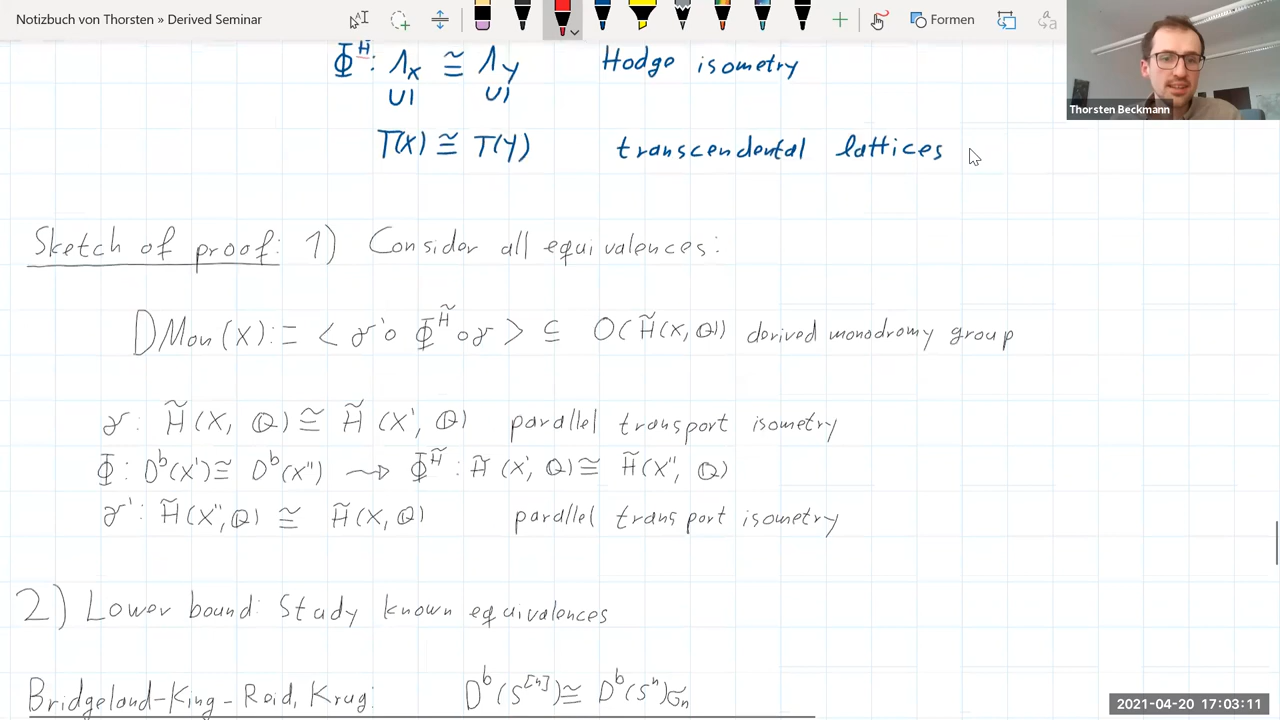 Notizbuch von Thorsten » Derived Seminar
Formen
Thorsten Beckmann
Φ^H̃ : Λ_X ≅ Λ_Y Hodge isometry
∪| ∪|
T(X) ≅ T(Y) transcendental lattices
Sketch of proof: 1) Consider all equivalences:
DMon(X) := < γ'∘ Φ^H̃ ∘γ > ⊆ O(H̃(X,ℚ)) derived monodromy group
γ: H̃(X, ℚ) ≅ H̃(X', ℚ) parallel transport isometry
Φ: D^b(X') ≅ D^b(X'') ⇝ Φ^H̃ : H̃(X', ℚ) ≅ H̃(X'', ℚ)
γ': H̃(X'',ℚ) ≅ H̃(X,ℚ) parallel transport isometry
2) Lower bound: Study known equivalences
Bridgeland-King-Reid, Krug: D^b(S^[n]) ≅ D^b(S^n)_𝔖n
2021-04-20 17:03:11